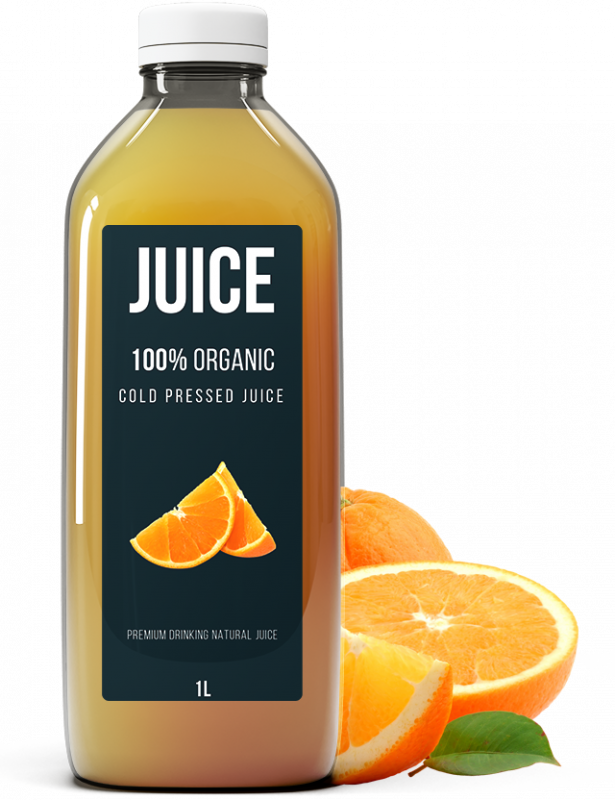 JUICE
100% ORGANIC
COLD PRESSED JUICE
PREMIUM DRINKING NATURAL JUICE
1L